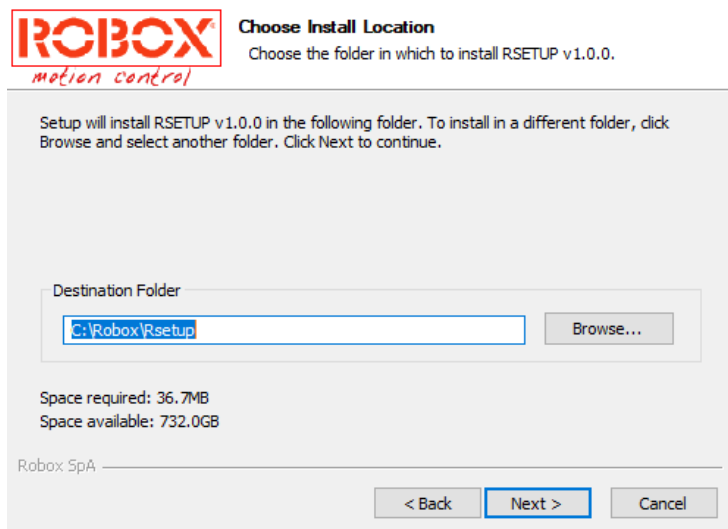 ROBOX
motion control
Choose Install Location
Choose the folder in which to install RSETUP v1.0.0.
Setup will install RSETUP v1.0.0 in the following folder. To install in a different folder, click
Browse and select another folder. Click Next to continue.
Destination Folder
C:\Robox\Rsetup
Browse...
Space required: 36.7MB
Space available: 732.0GB
Robox SpA
< Back
Next >
Cancel